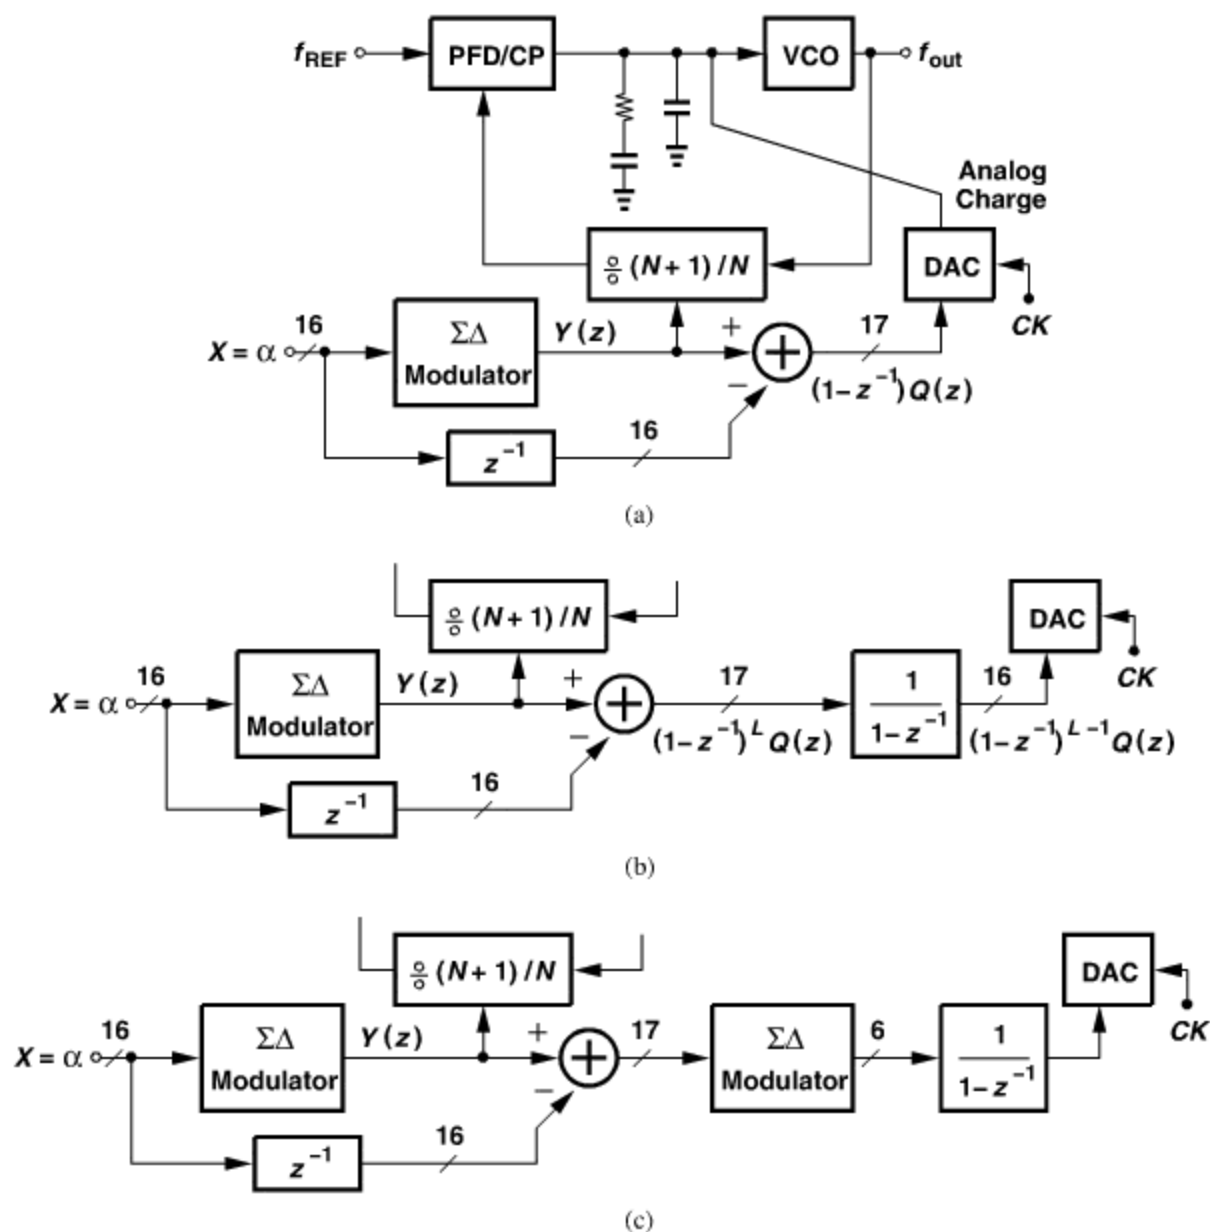 f_REF PFD/CP VCO f_out
Analog
Charge
÷ (N + 1) / N DAC
16 ΣΔ Y(z) + 17 CK
X = α Modulator + (1 − z⁻¹) Q(z)
−
z⁻¹ 16
(a)
÷ (N + 1) / N DAC
16 ΣΔ Y(z) + 17 1 16 CK
X = α Modulator + (1 − z⁻¹)ᴸ Q(z) 1 − z⁻¹ (1 − z⁻¹)ᴸ⁻¹ Q(z)
−
z⁻¹ 16
(b)
÷ (N + 1) / N DAC
16 ΣΔ Y(z) + 17 ΣΔ 6 1 CK
X = α Modulator + Modulator 1 − z⁻¹
−
z⁻¹ 16
(c)